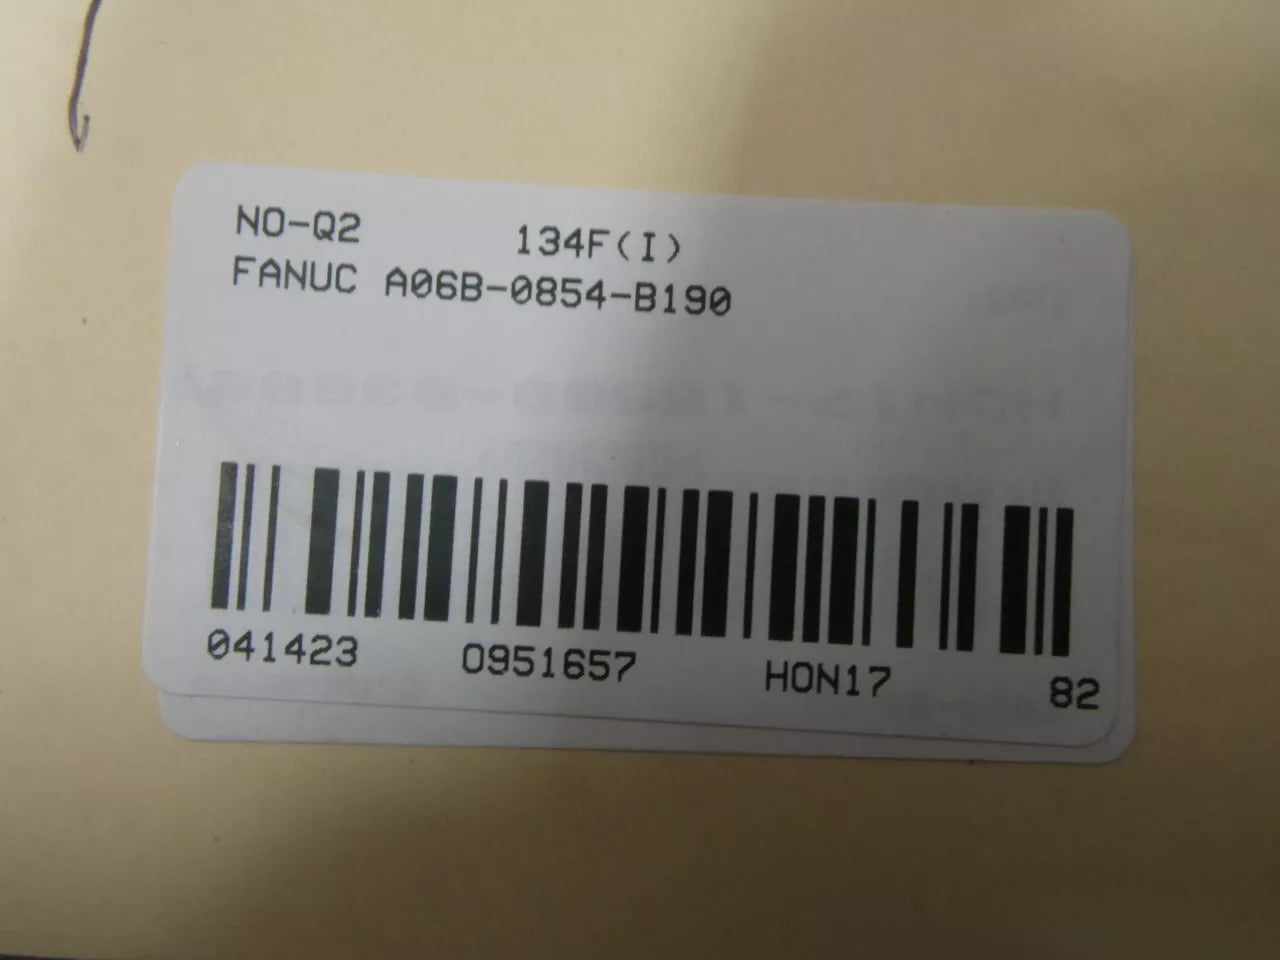 NO-Q2 134F(I)
FANUC A06B-0854-B190
041423 0951657 HON17 82